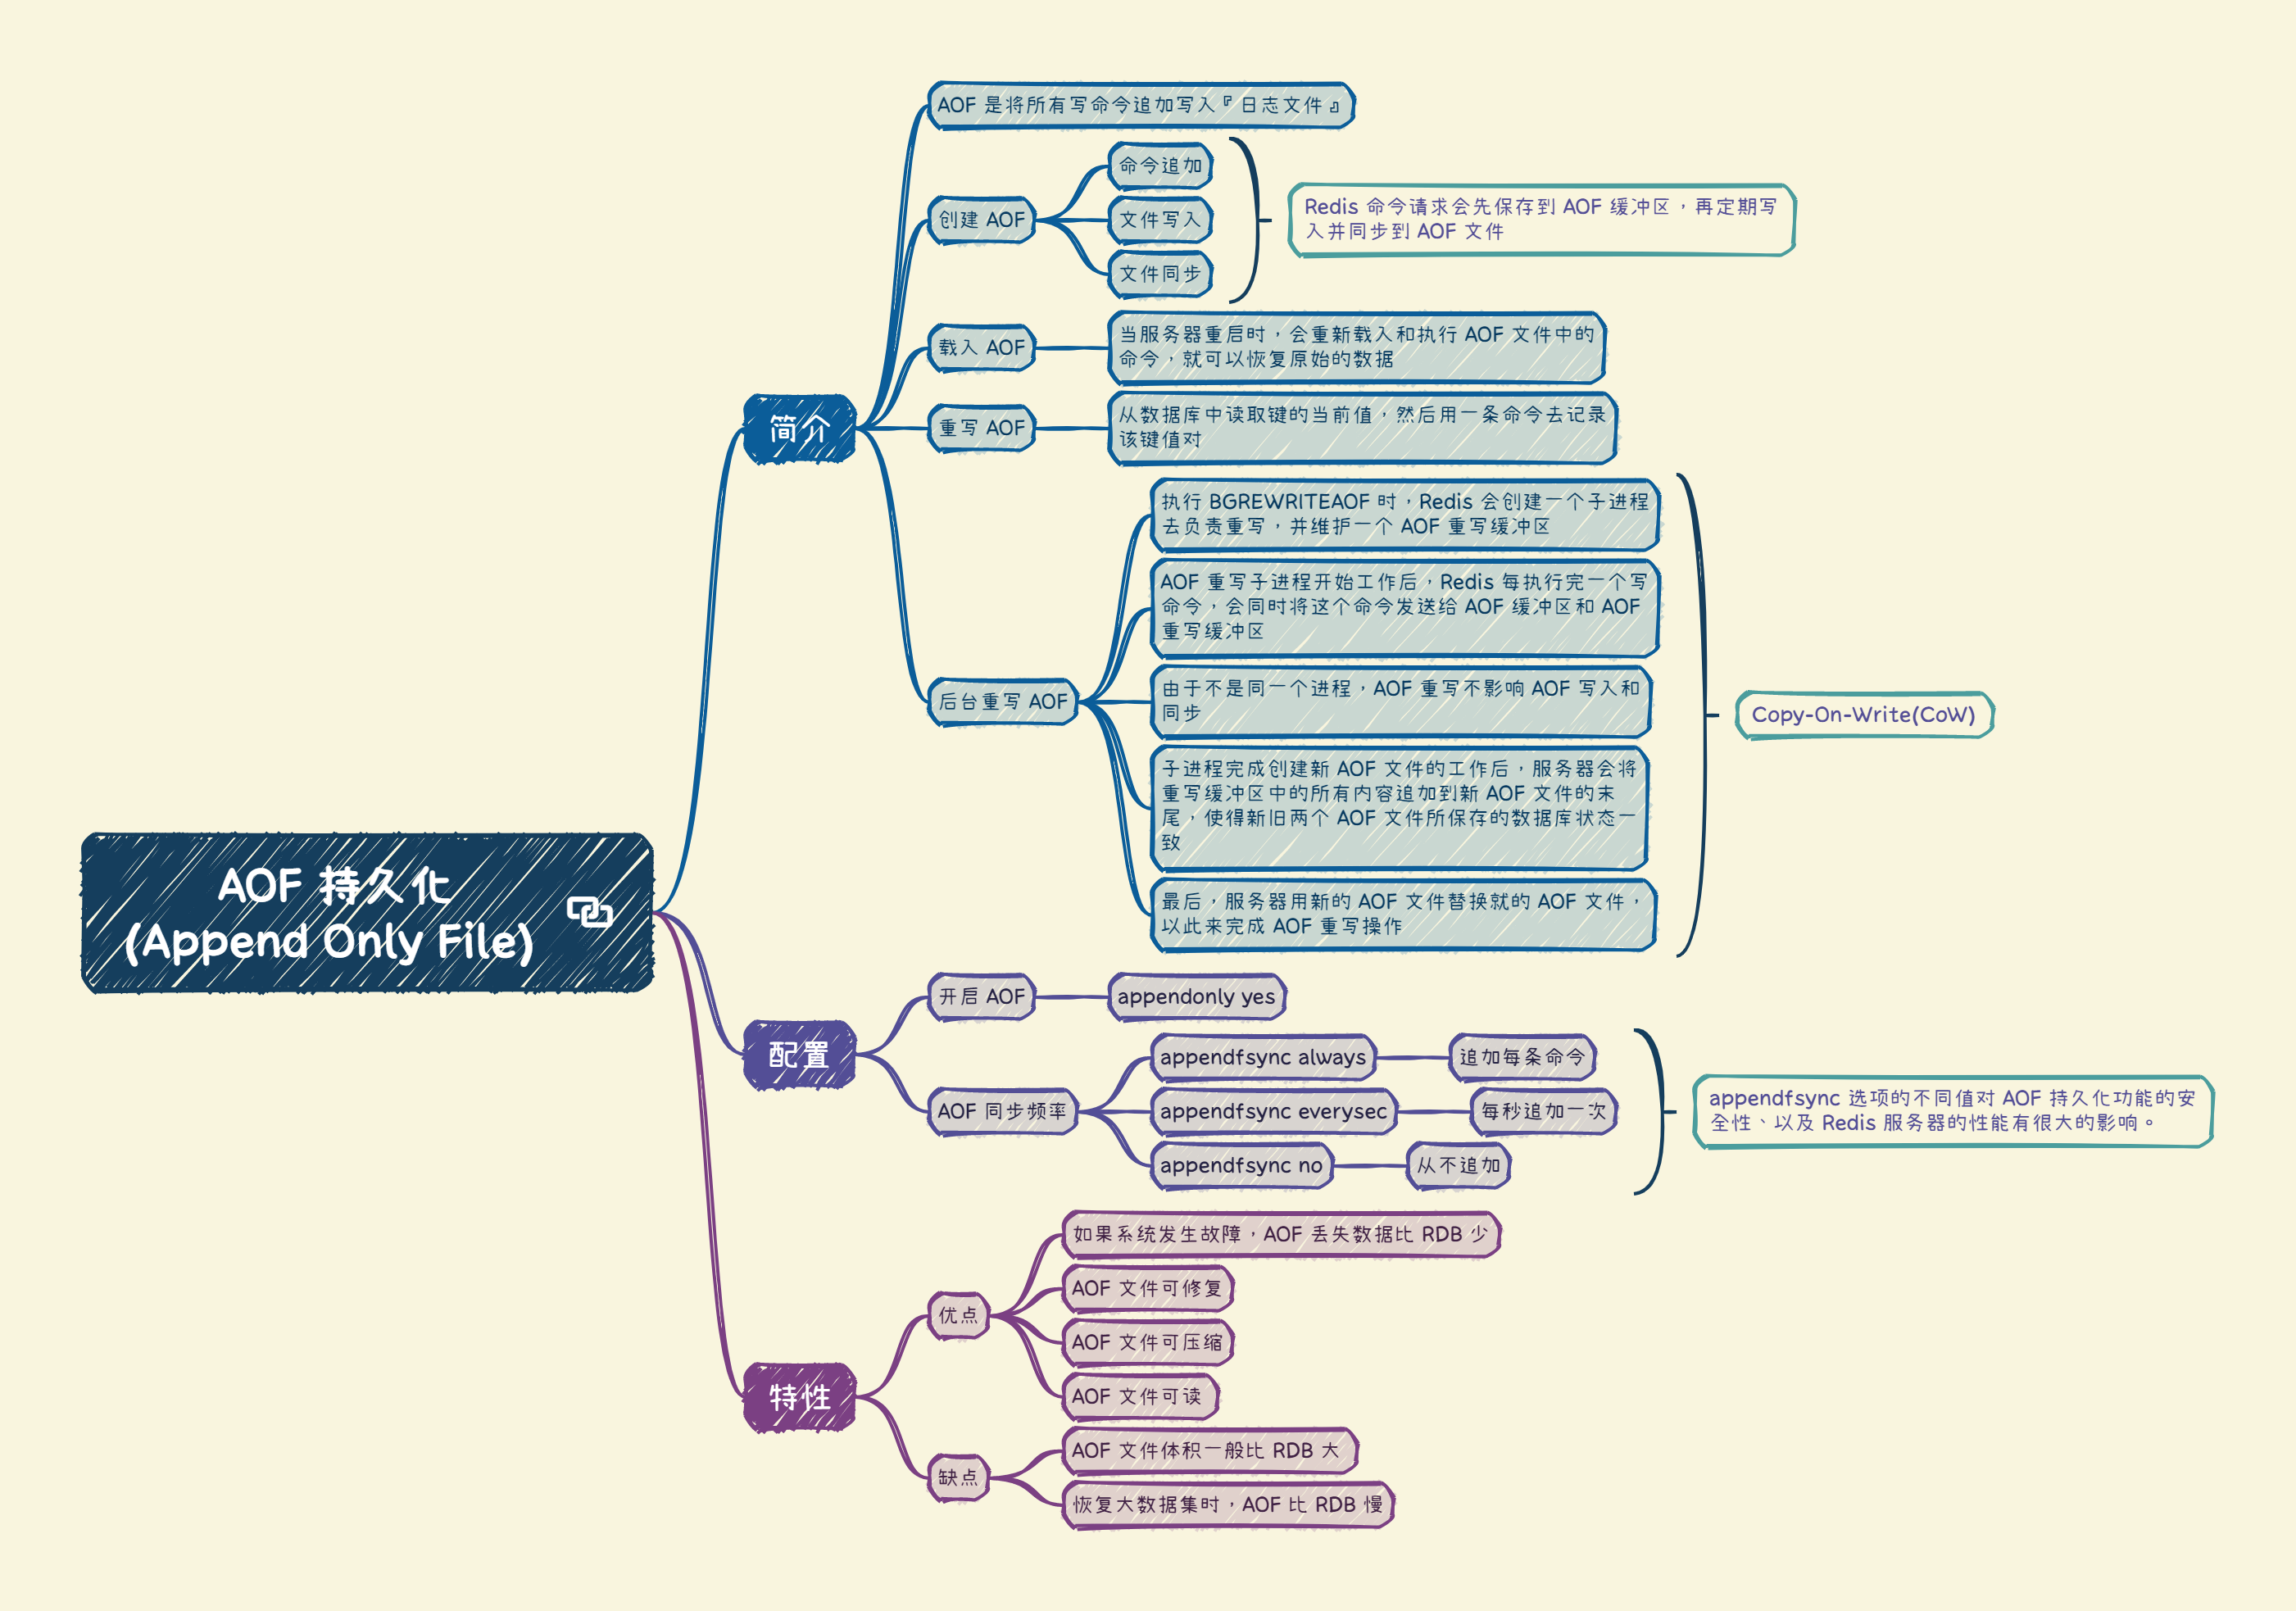 AOF 持久化
(Append Only File)
简介
AOF 是将所有写命令追加写入『日志文件』
创建 AOF
命令追加
文件写入
文件同步
Redis 命令请求会先保存到 AOF 缓冲区，再定期写
入并同步到 AOF 文件
载入 AOF
当服务器重启时，会重新载入和执行 AOF 文件中的
命令，就可以恢复原始的数据
重写 AOF
从数据库中读取键的当前值，然后用一条命令去记录
该键值对
后台重写 AOF
执行 BGREWRITEAOF 时，Redis 会创建一个子进程
去负责重写，并维护一个 AOF 重写缓冲区
AOF 重写子进程开始工作后，Redis 每执行完一个写
命令，会同时将这个命令发送给 AOF 缓冲区和 AOF
重写缓冲区
由于不是同一个进程，AOF 重写不影响 AOF 写入和
同步
子进程完成创建新 AOF 文件的工作后，服务器会将
重写缓冲区中的所有内容追加到新 AOF 文件的末
尾，使得新旧两个 AOF 文件所保存的数据库状态一
致
最后，服务器用新的 AOF 文件替换就的 AOF 文件，
以此来完成 AOF 重写操作
Copy-On-Write(CoW)
配置
开启 AOF
appendonly yes
AOF 同步频率
appendfsync always
追加每条命令
appendfsync everysec
每秒追加一次
appendfsync no
从不追加
appendfsync 选项的不同值对 AOF 持久化功能的安
全性、以及 Redis 服务器的性能有很大的影响。
特性
优点
如果系统发生故障，AOF 丢失数据比 RDB 少
AOF 文件可修复
AOF 文件可压缩
AOF 文件可读
缺点
AOF 文件体积一般比 RDB 大
恢复大数据集时，AOF 比 RDB 慢